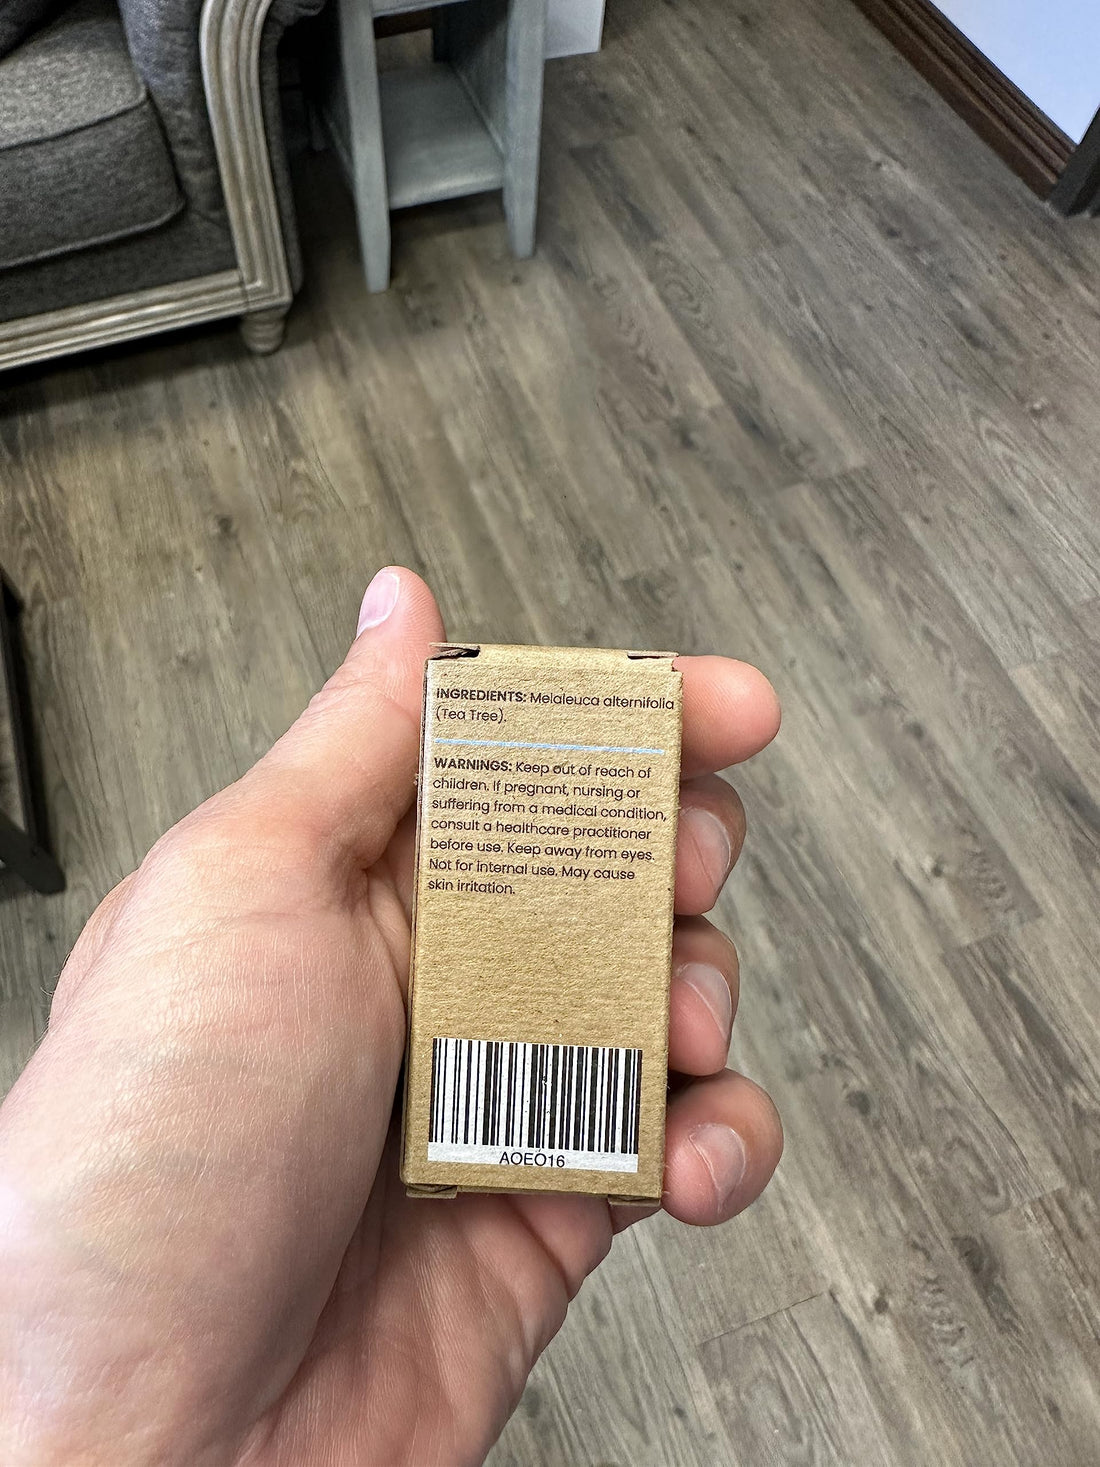 INGREDIENTS: Melaleuca alternifolia
(Tea Tree).
WARNINGS: Keep out of reach of
children. If pregnant, nursing or
suffering from a medical condition,
consult a healthcare practitioner
before use. Keep away from eyes.
Not for internal use. May cause
skin irritation.
AOEO16